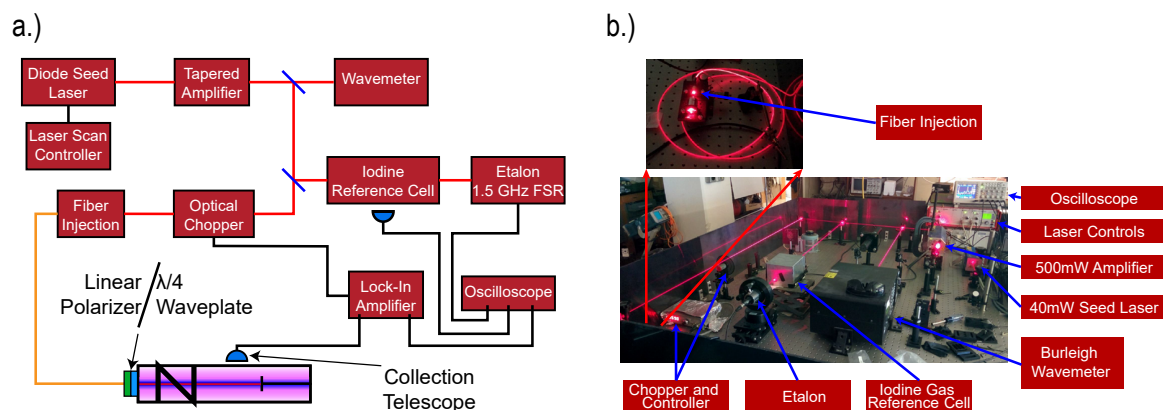 a.)
Diode Seed
Laser
Tapered
Amplifier
Wavemeter
Laser Scan
Controller
Iodine
Reference Cell
Etalon
1.5 GHz FSR
Fiber
Injection
Optical
Chopper
Linear
Polarizer
λ/4
Waveplate
Lock-In
Amplifier
Oscilloscope
Collection
Telescope
b.)
Fiber Injection
Oscilloscope
Laser Controls
500mW Amplifier
40mW Seed Laser
Burleigh
Wavemeter
Chopper and
Controller
Etalon
Iodine Gas
Reference Cell